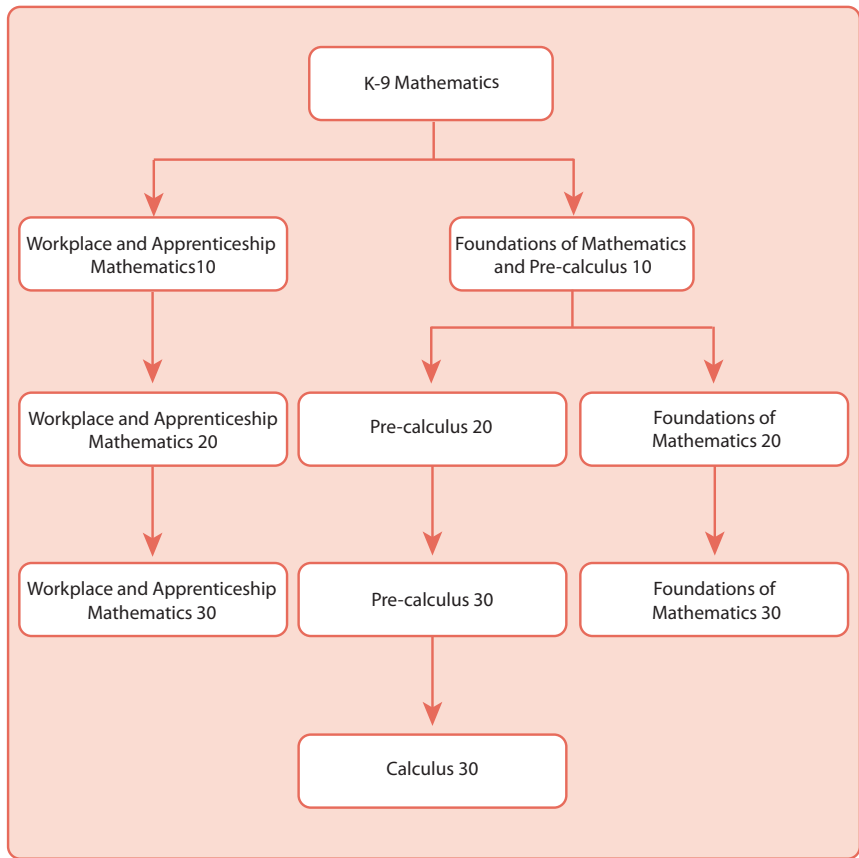 K-9 Mathematics
Workplace and Apprenticeship
Mathematics10
Foundations of Mathematics
and Pre-calculus 10
Workplace and Apprenticeship
Mathematics 20
Pre-calculus 20
Foundations of
Mathematics 20
Workplace and Apprenticeship
Mathematics 30
Pre-calculus 30
Foundations of
Mathematics 30
Calculus 30